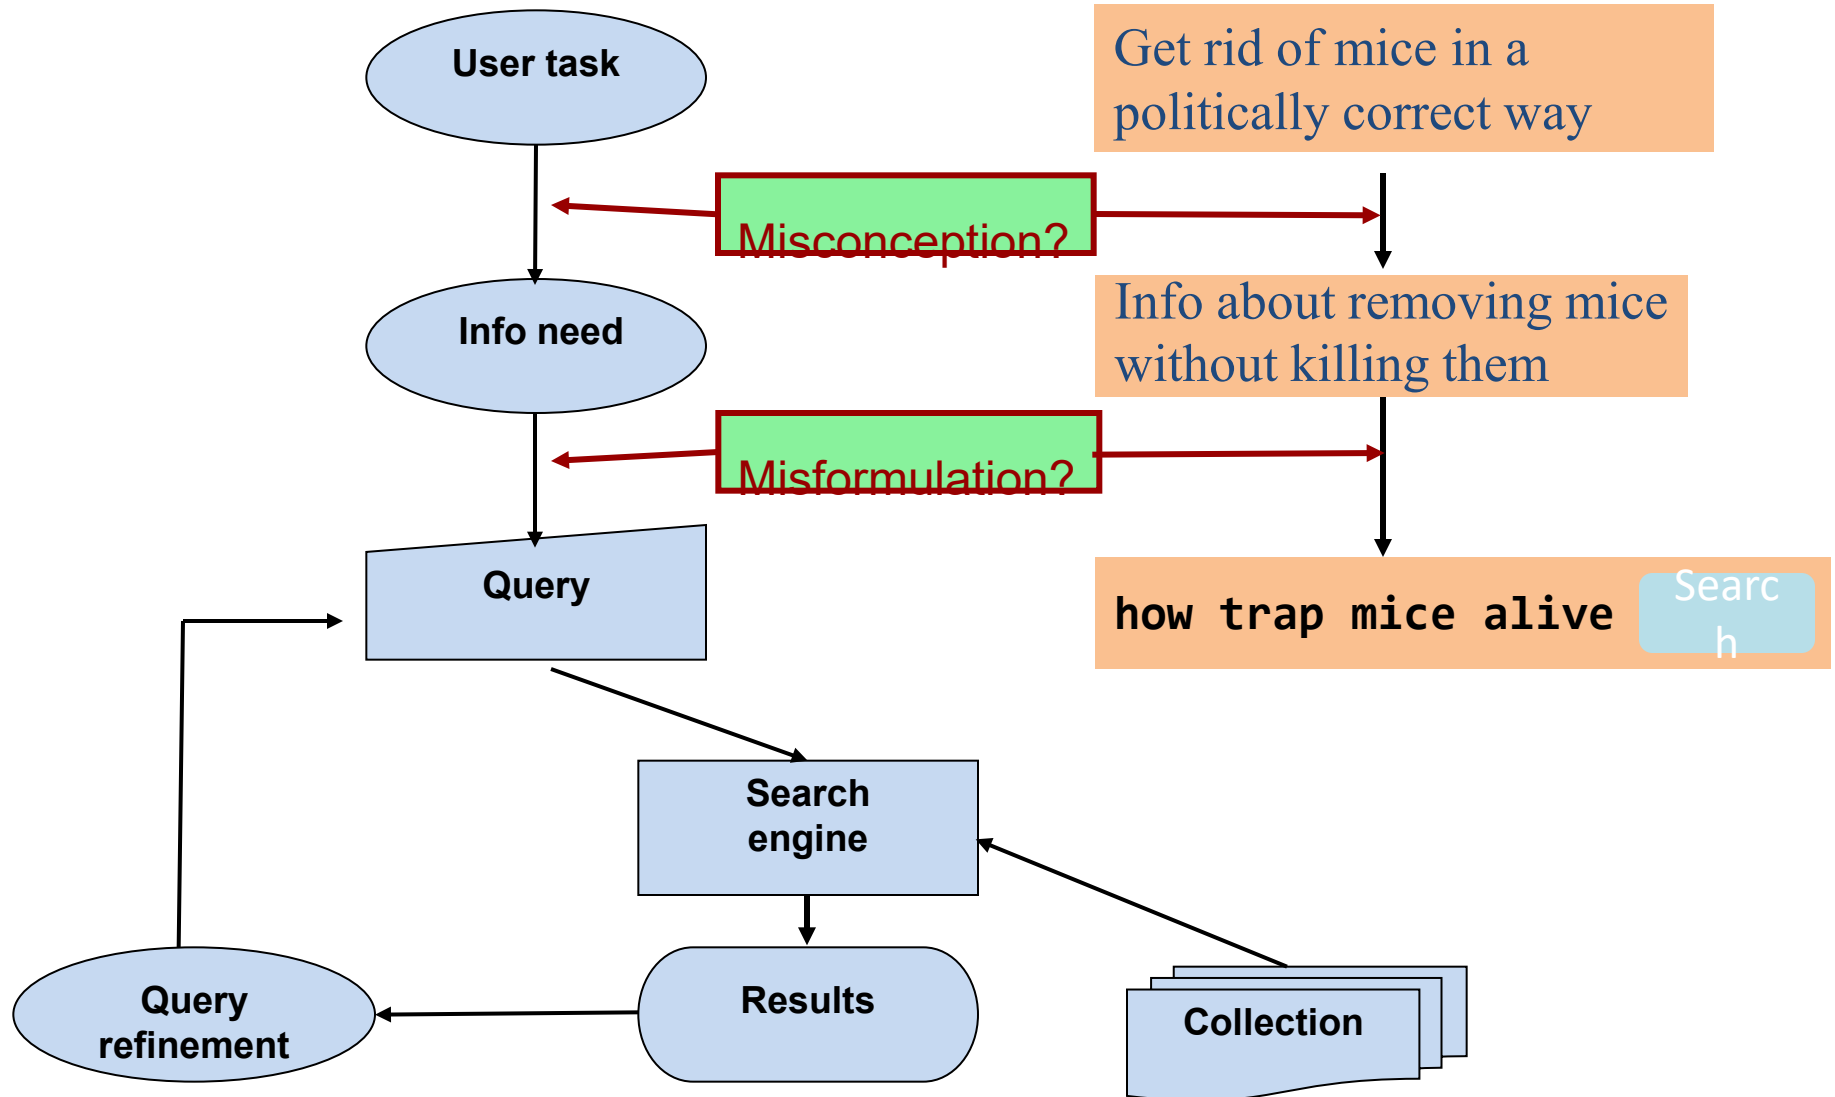 User task
Get rid of mice in a
politically correct way
Misconception?
Info need
Info about removing mice
without killing them
Misformulation?
Query
how trap mice alive
Searc
h
Search
engine
Results
Query
refinement
Collection